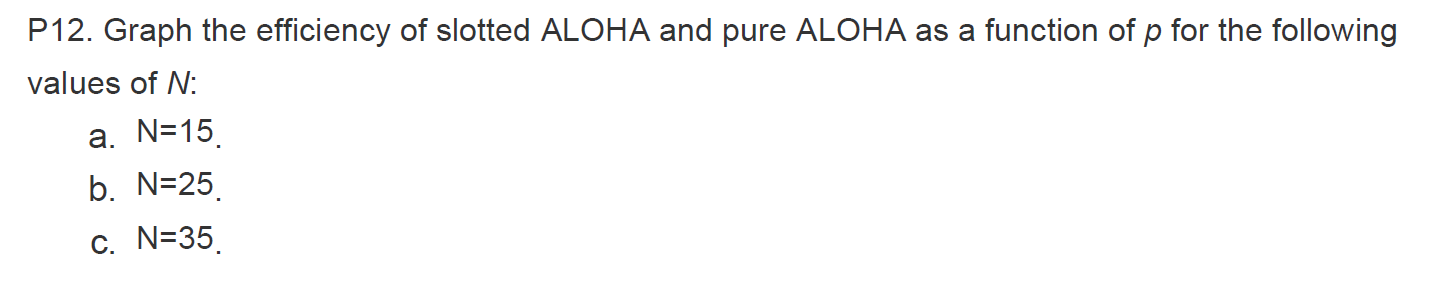 P12. Graph the efficiency of slotted ALOHA and pure ALOHA as a function of p for the following
values of N:
a. N=15.
b. N=25.
c. N=35.